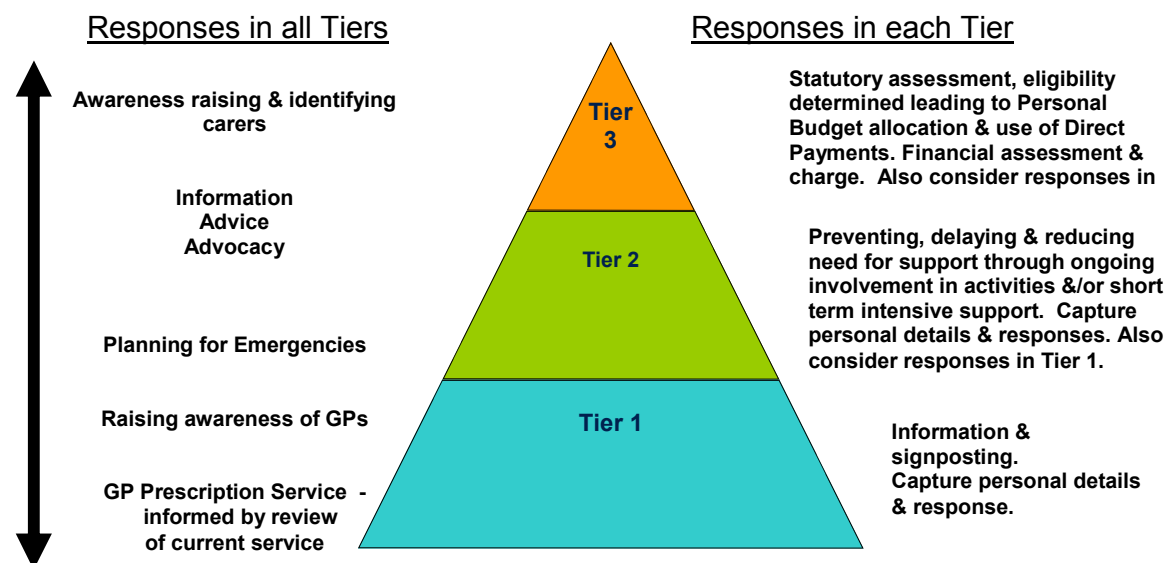 Responses in all Tiers
Awareness raising & identifying
carers
Information
Advice
Advocacy
Planning for Emergencies
Raising awareness of GPs
GP Prescription Service -
informed by review
of current service
Tier
3
Tier 2
Tier 1
Responses in each Tier
Statutory assessment, eligibility
determined leading to Personal
Budget allocation & use of Direct
Payments. Financial assessment &
charge. Also consider responses in
Preventing, delaying & reducing
need for support through ongoing
involvement in activities &/or short
term intensive support. Capture
personal details & responses. Also
consider responses in Tier 1.
Information &
signposting.
Capture personal details
& response.